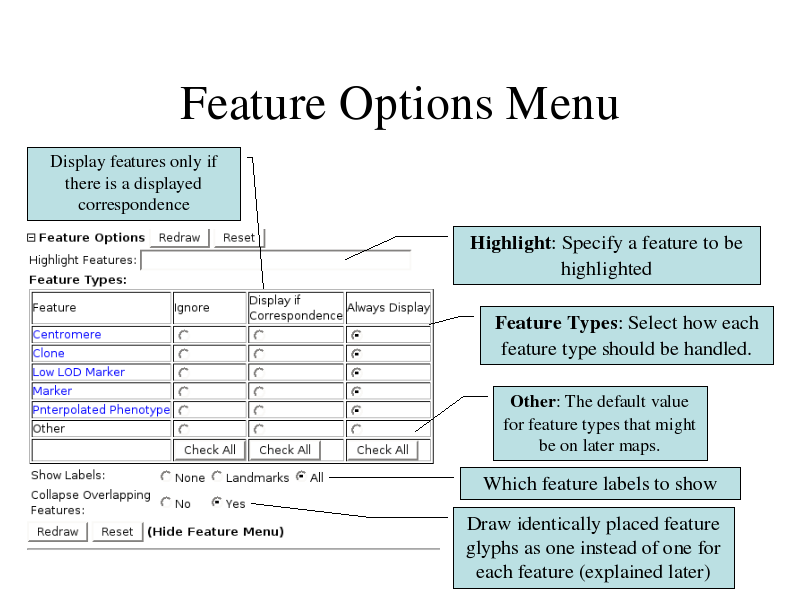 Feature Options Menu
Display features only if
there is a displayed
correspondence
Feature Options Redraw Reset
Highlight Features:
Feature Types:
Feature Ignore Display if Correspondence Always Display
Centromere
Clone
Low LOD Marker
Marker
Pnterpolated Phenotype
Other
Check All Check All Check All
Show Labels: None Landmarks All
Collapse Overlapping
Features: No Yes
Redraw Reset (Hide Feature Menu)
Highlight: Specify a feature to be
highlighted
Feature Types: Select how each
feature type should be handled.
Other: The default value
for feature types that might
be on later maps.
Which feature labels to show
Draw identically placed feature
glyphs as one instead of one for
each feature (explained later)